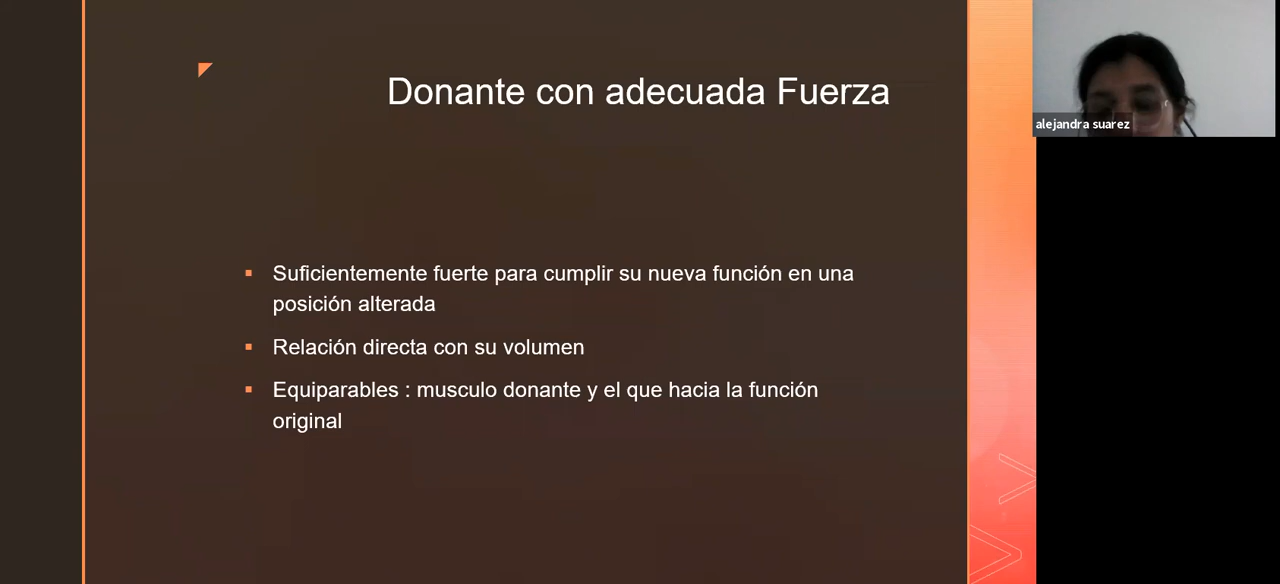 Donante con adecuada Fuerza
alejandra suarez
Suficientemente fuerte para cumplir su nueva función en una
posición alterada
Relación directa con su volumen
Equiparables : musculo donante y el que hacia la función
original